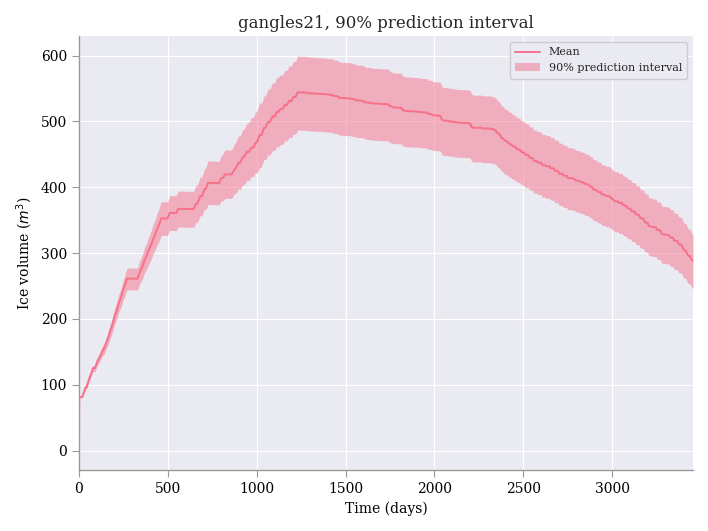 gangles21, 90% prediction interval
Mean
90% prediction interval
Ice volume (m³)
600
500
400
300
200
100
0
0 500 1000 1500 2000 2500 3000
Time (days)